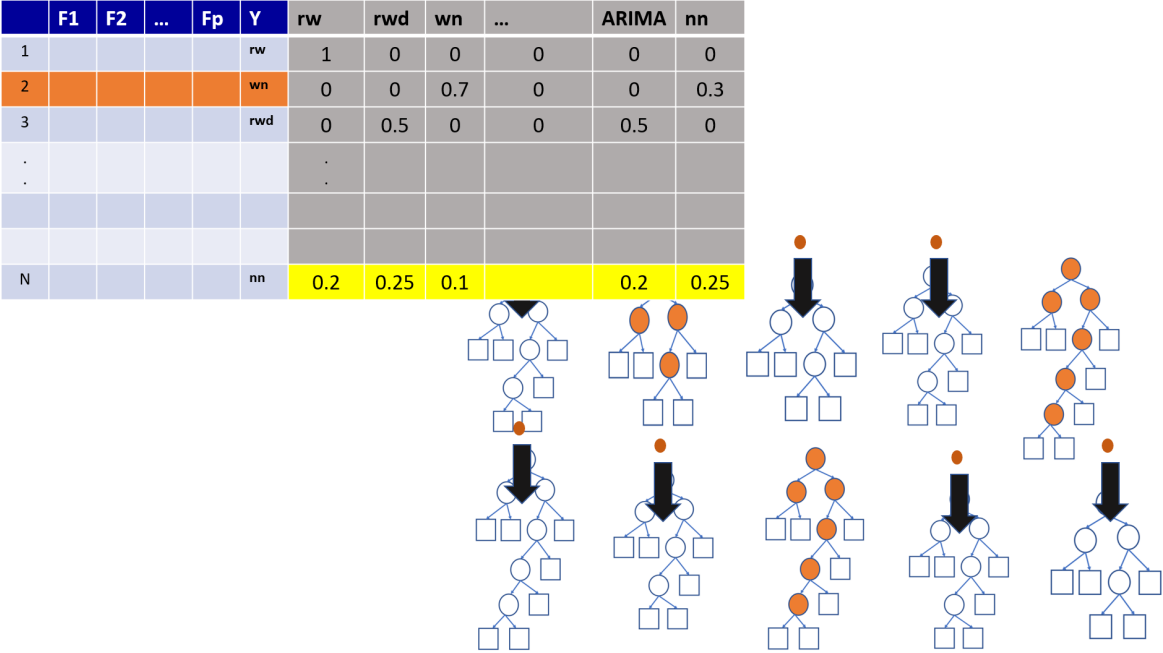 F1 F2 ... Fp Y rw rwd wn ... ARIMA nn
1 rw 1 0 0 0 0 0
2 wn 0 0 0.7 0 0 0.3
3 rwd 0 0.5 0 0 0.5 0
. .
. .
N nn 0.2 0.25 0.1 0.2 0.25